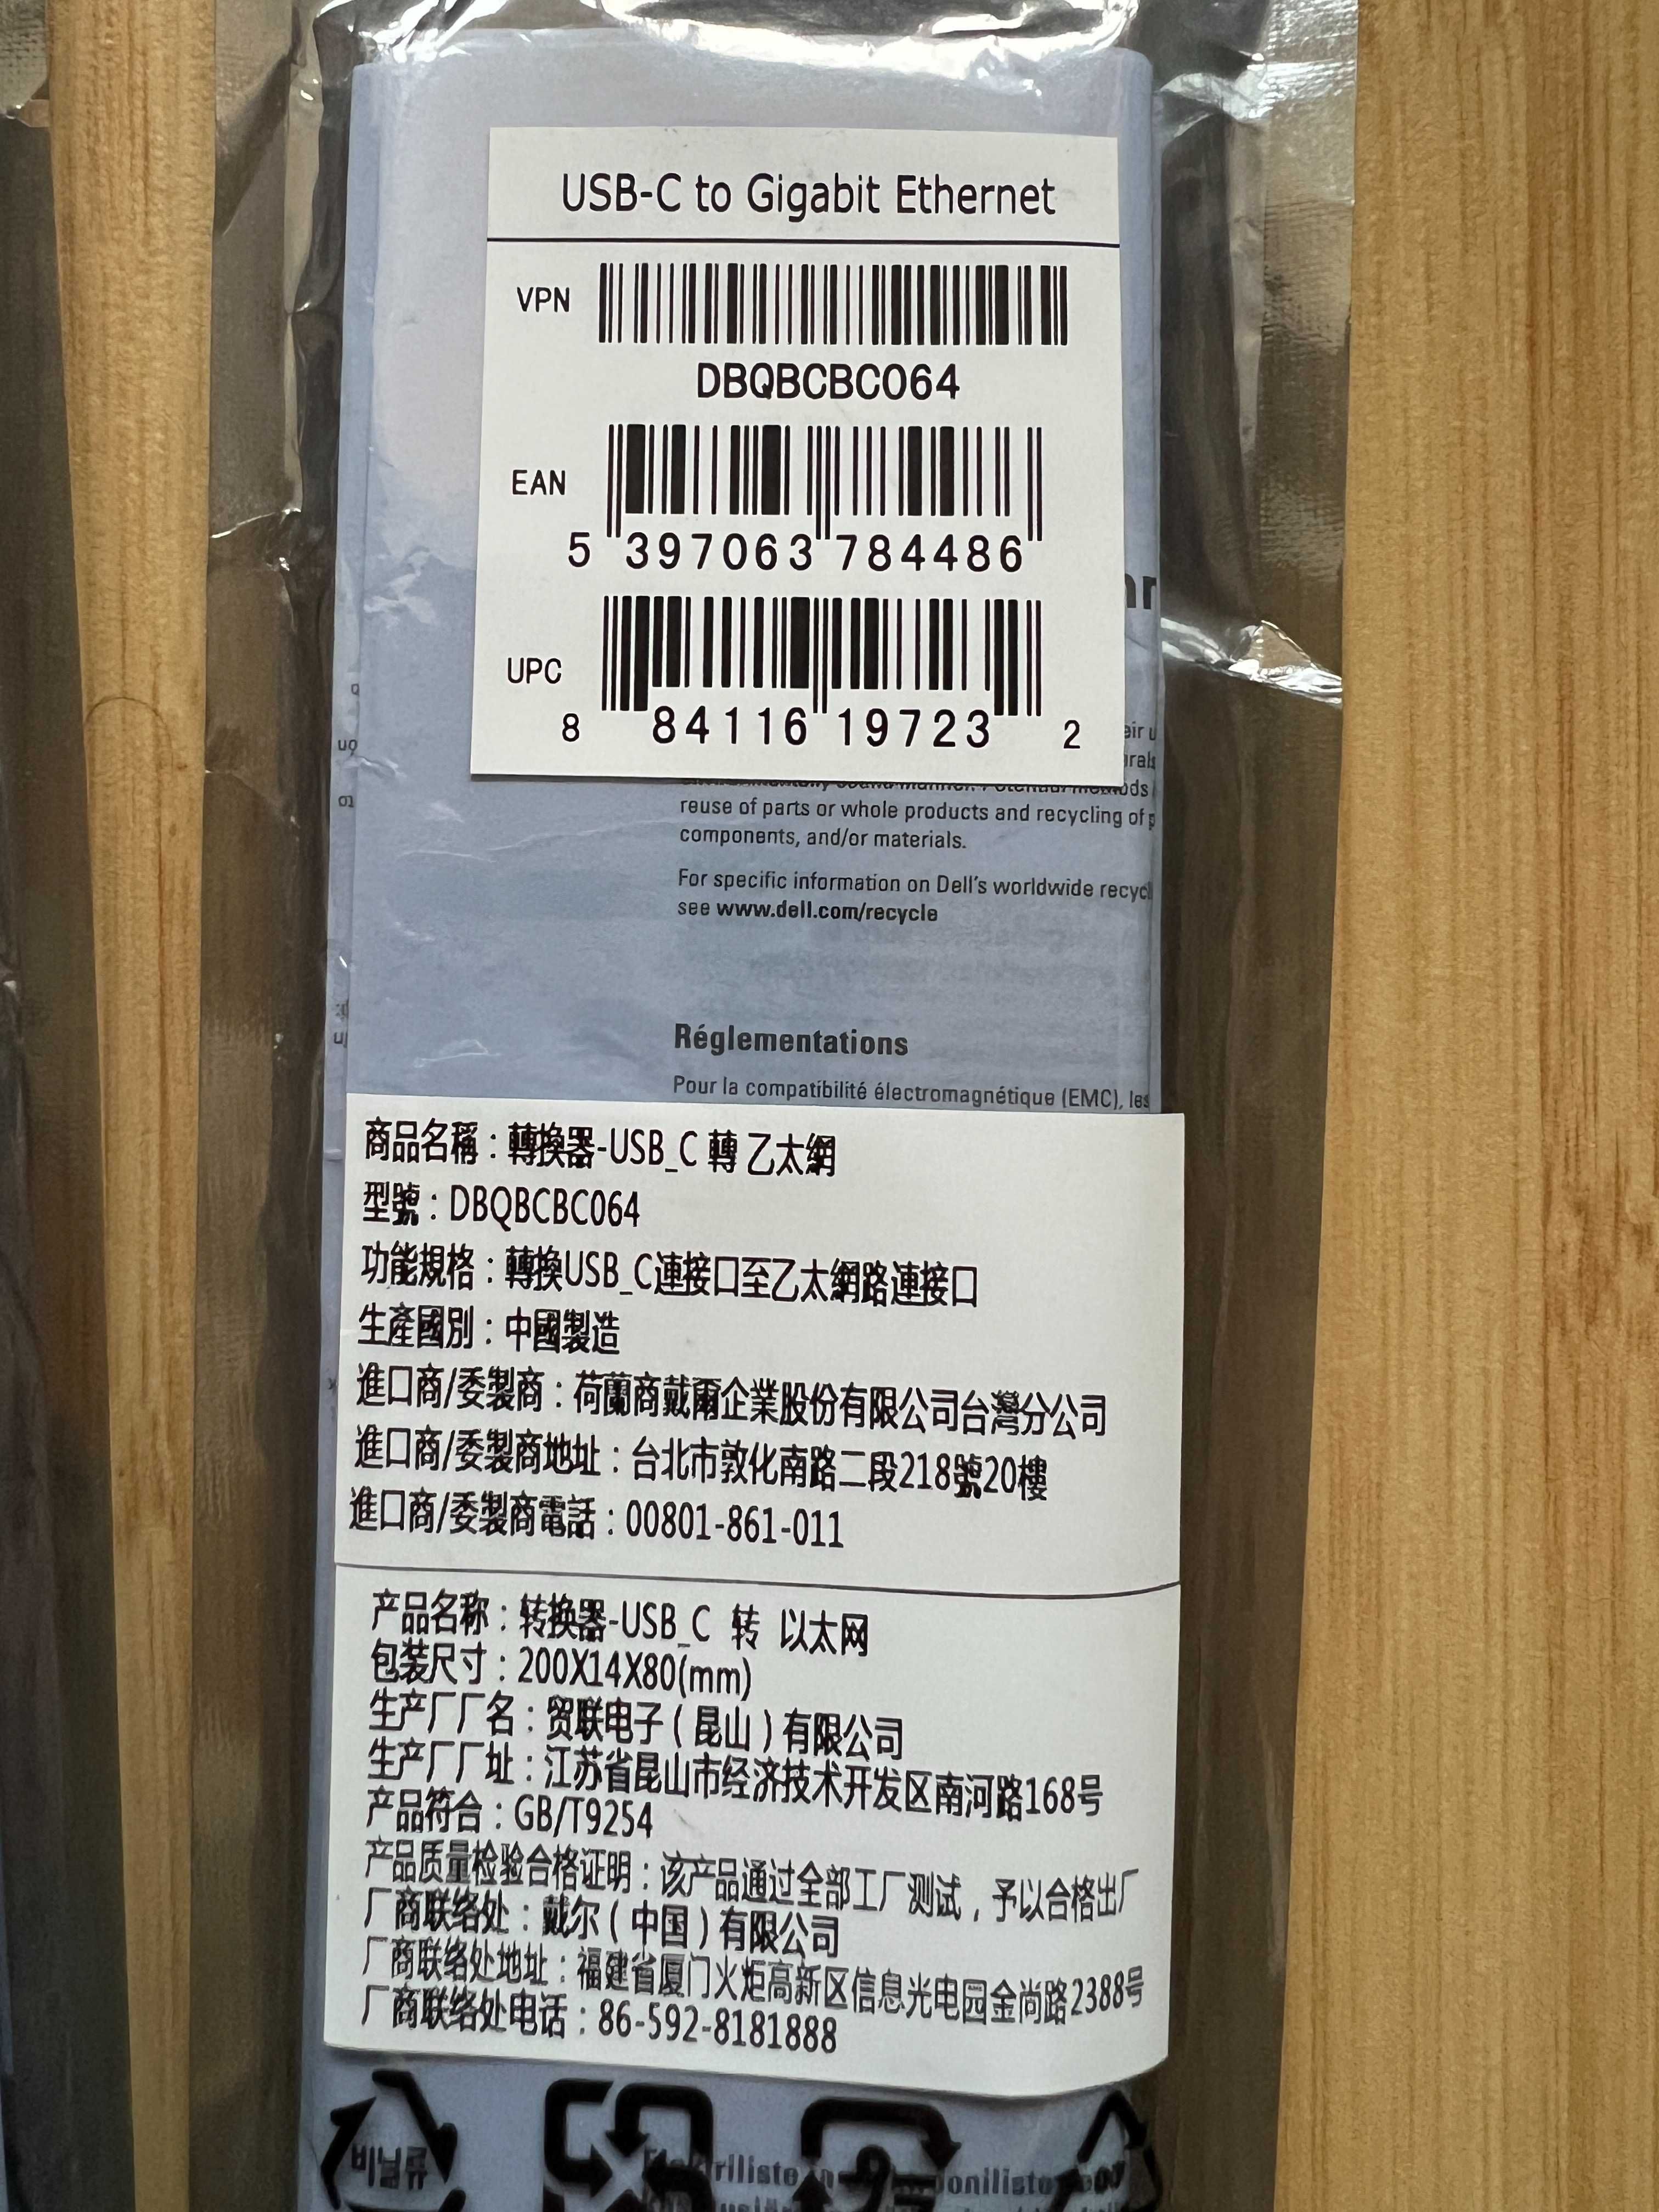 USB-C to Gigabit Ethernet
VPN
DBQBCBC064
EAN
5 397063 784486
UPC
8 84116 19723 2
reuse of parts or whole products and recycling of
components, and/or materials.
For specific information on Dell's worldwide
see www.dell.com/recycle
Réglementations
Pour la compatibilité électromagnétique (EMC), les
商品名稱：轉換器-USB_C 轉 乙太網
型號：DBQBCBC064
功能規格：轉換USB_C連接口至乙太網路連接口
生產國別：中國製造
進口商/委製商：荷蘭商戴爾企業股份有限公司台灣分公司
進口商/委製商地址：台北市敦化南路二段218號20樓
進口商/委製商電話：00801-861-011
产品名称：转换器-USB_C 转 以太网
包装尺寸：200X14X80(mm)
生产厂厂名：贸联电子（昆山）有限公司
生产厂厂址：江苏省昆山市经济技术开发区南河路168号
产品符合：GB/T9254
产品质量检验合格证明：该产品通过全部工厂测试，予以合格出厂
厂商联络处：戴尔（中国）有限公司
厂商联络处地址：福建省厦门火炬高新区信息光电园金尚路2388号
厂商联络处电话：86-592-8181888